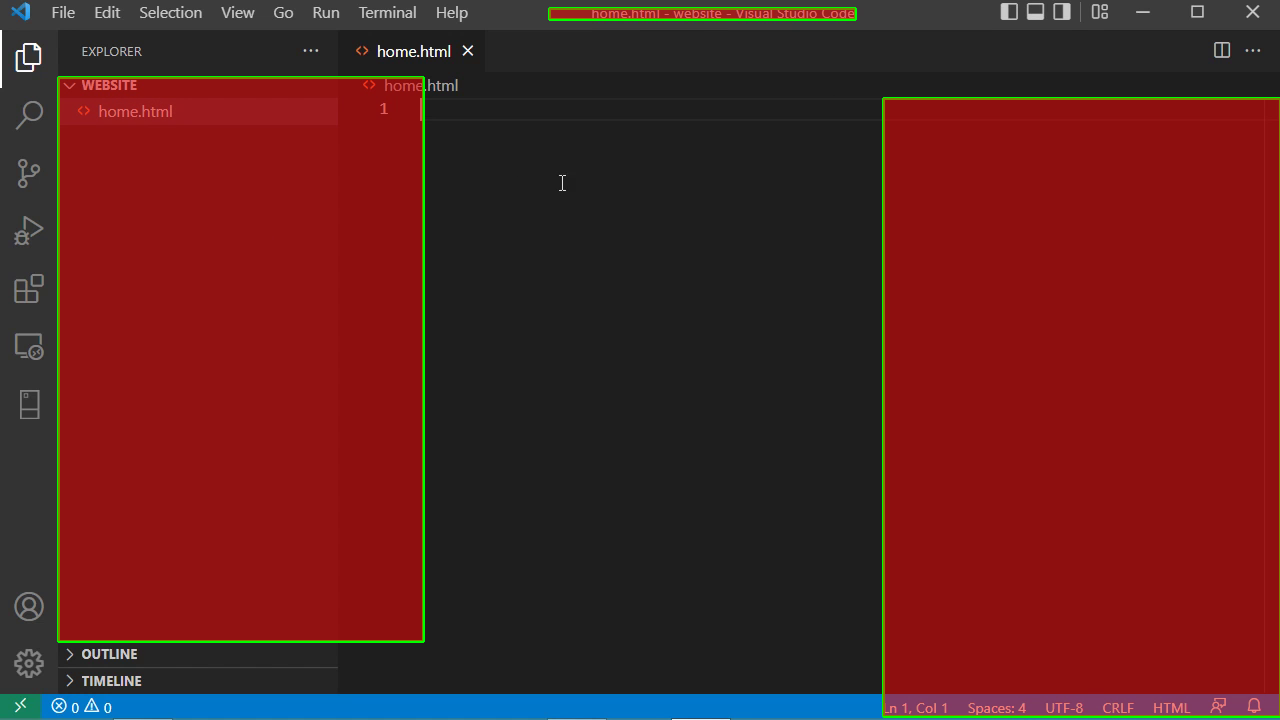 File Edit Selection View Go Run Terminal Help home.html - website - Visual Studio Code
EXPLORER ... home.html
WEBSITE
home.html
home.html
1
OUTLINE
TIMELINE
0 0 Ln 1, Col 1 Spaces: 4 UTF-8 CRLF HTML